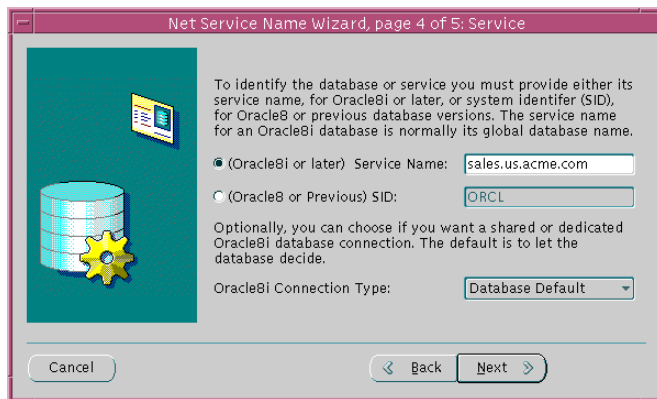 Net Service Name Wizard, page 4 of 5: Service
To identify the database or service you must provide either its
service name, for Oracle8i or later, or system identifer (SID),
for Oracle8 or previous database versions. The service name
for an Oracle8i database is normally its global database name.
(Oracle8i or later) Service Name: sales.us.acme.com
(Oracle8 or Previous) SID: ORCL
Optionally, you can choose if you want a shared or dedicated
Oracle8i database connection. The default is to let the
database decide.
Oracle8i Connection Type: Database Default
Cancel Back Next